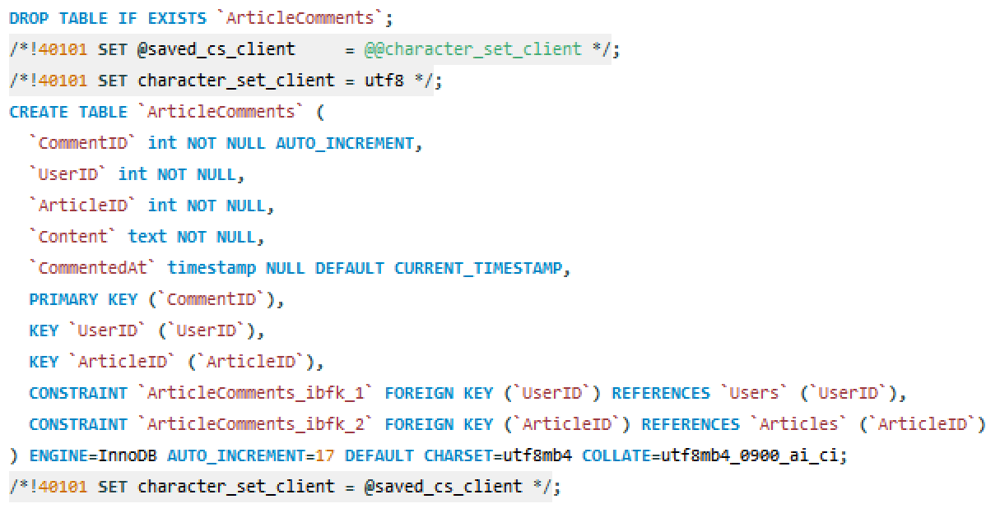 DROP TABLE IF EXISTS `ArticleComments`;
/*!40101 SET @saved_cs_client     = @@character_set_client */;
/*!40101 SET character_set_client = utf8 */;
CREATE TABLE `ArticleComments` (
  `CommentID` int NOT NULL AUTO_INCREMENT,
  `UserID` int NOT NULL,
  `ArticleID` int NOT NULL,
  `Content` text NOT NULL,
  `CommentedAt` timestamp NULL DEFAULT CURRENT_TIMESTAMP,
  PRIMARY KEY (`CommentID`),
  KEY `UserID` (`UserID`),
  KEY `ArticleID` (`ArticleID`),
  CONSTRAINT `ArticleComments_ibfk_1` FOREIGN KEY (`UserID`) REFERENCES `Users` (`UserID`),
  CONSTRAINT `ArticleComments_ibfk_2` FOREIGN KEY (`ArticleID`) REFERENCES `Articles` (`ArticleID`)
) ENGINE=InnoDB AUTO_INCREMENT=17 DEFAULT CHARSET=utf8mb4 COLLATE=utf8mb4_0900_ai_ci;
/*!40101 SET character_set_client = @saved_cs_client */;